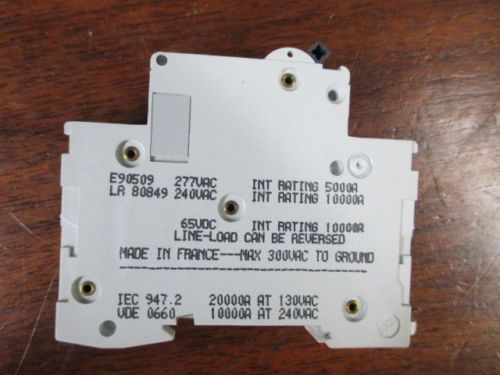 E90509 277VAC INT RATING 5000A
LR 80849 240VAC INT RATING 10000A
65VDC INT RATING 10000A
LINE-LOAD CAN BE REVERSED
MADE IN FRANCE---MAX 300VAC TO GROUND
IEC 947.2 20000A AT 130VAC
VDE 0660 10000A AT 240VAC